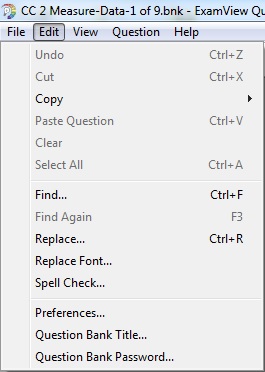 CC 2 Measure-Data-1 of 9.bnk - ExamView Qu
File Edit View Question Help
Undo Ctrl+Z
Cut Ctrl+X
Copy
Paste Question Ctrl+V
Clear
Select All Ctrl+A
Find... Ctrl+F
Find Again F3
Replace... Ctrl+R
Replace Font...
Spell Check...
Preferences...
Question Bank Title...
Question Bank Password...